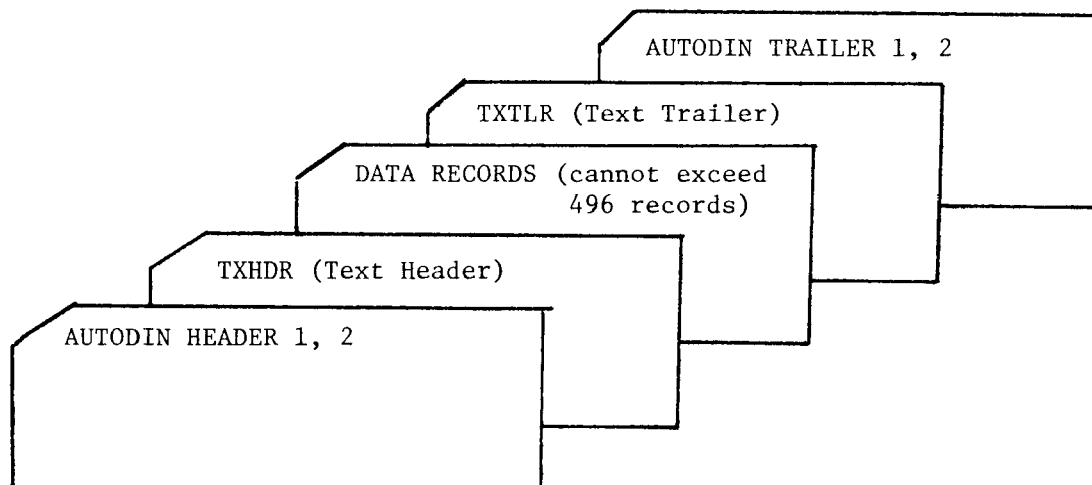 AUTODIN TRAILER 1, 2
TXTLR (Text Trailer)
DATA RECORDS (cannot exceed
496 records)
TXHDR (Text Header)
AUTODIN HEADER 1, 2